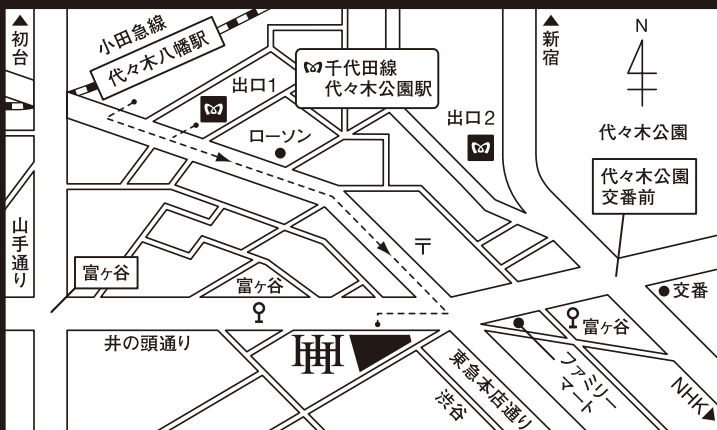 初台
小田急線
代々木八幡駅
千代田線
代々木公園駅
新宿
N
代々木公園
出口1
出口2
ローソン
代々木公園
交番前
山手通り
富ヶ谷
富ヶ谷
〒
交番
井の頭通り
HHH
東急本店通り
渋谷
ファミリー
マート
富ヶ谷
NHK